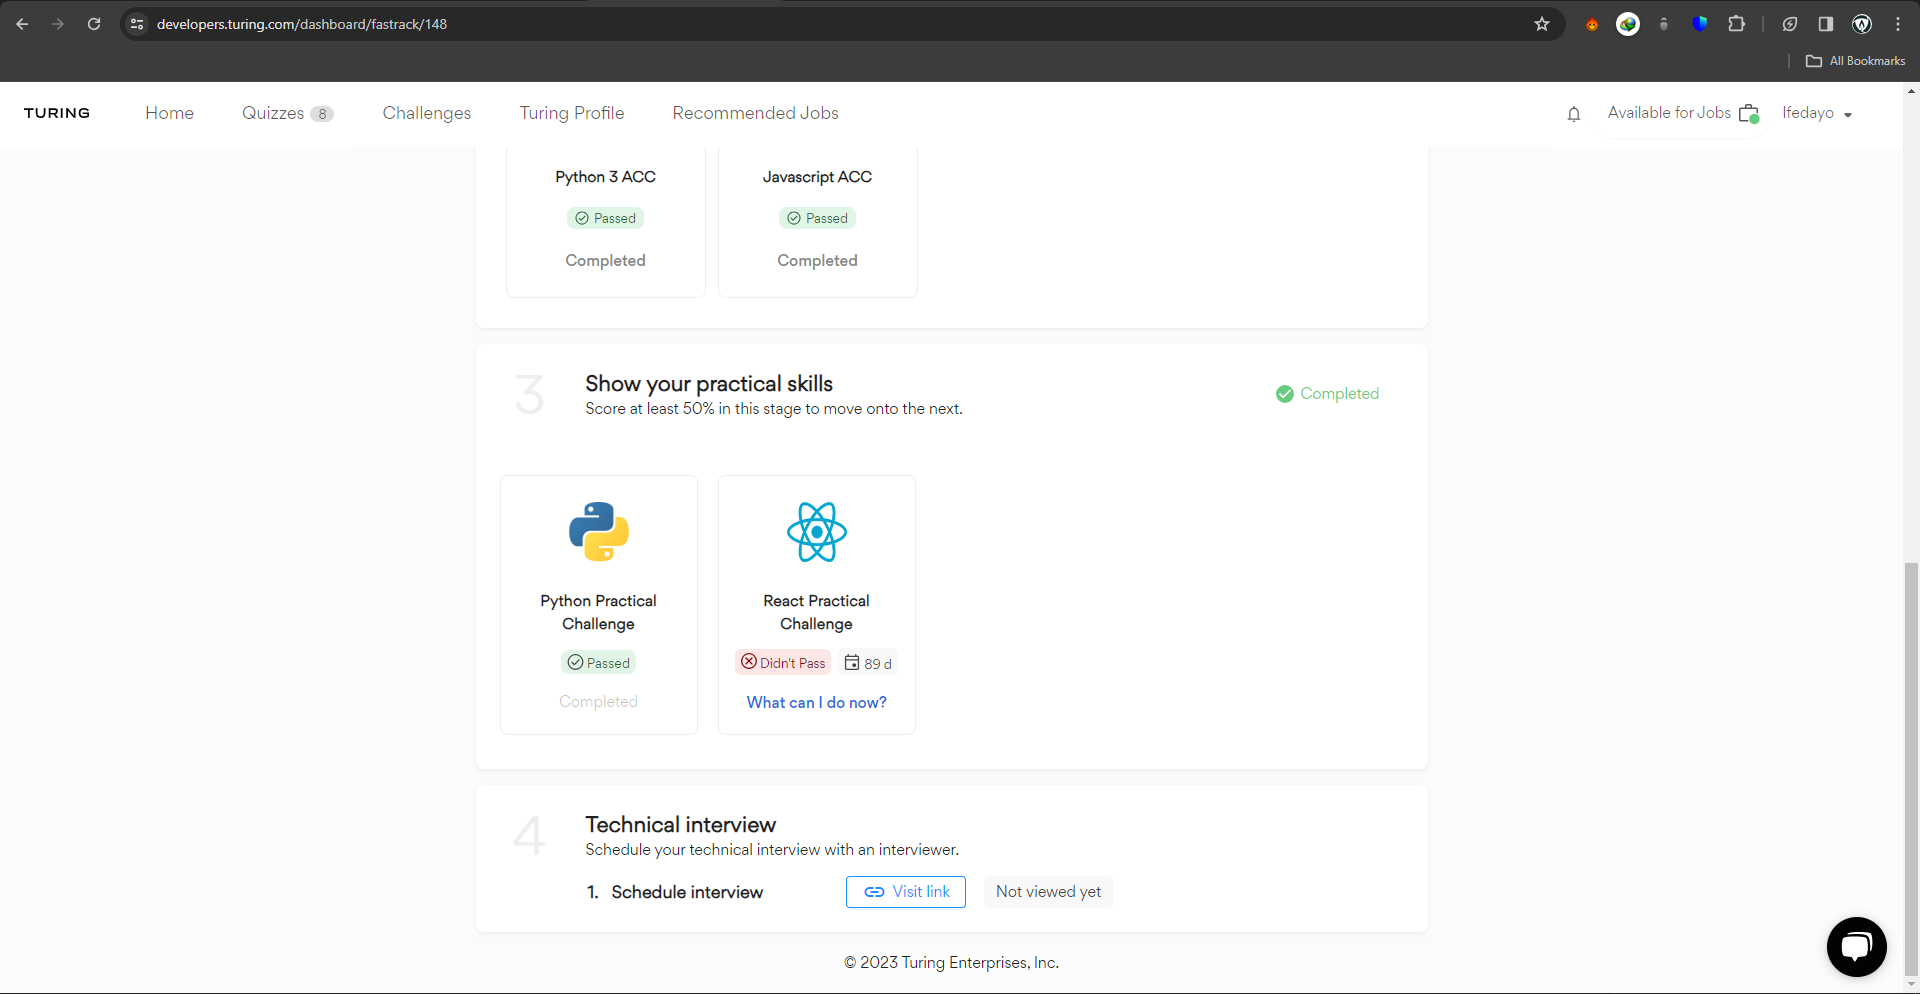 developers.turing.com/dashboard/fastrack/148
All Bookmarks
TURING Home Quizzes 8 Challenges Turing Profile Recommended Jobs Available for Jobs Ifedayo
Python 3 ACC Javascript ACC
Passed Passed
Completed Completed
3 Show your practical skills
Completed
Score at least 50% in this stage to move onto the next.
Python Practical
Challenge
Passed
Completed
React Practical
Challenge
Didn't Pass 89 d
What can I do now?
4 Technical interview
Schedule your technical interview with an interviewer.
1. Schedule interview Visit link Not viewed yet
© 2023 Turing Enterprises, Inc.